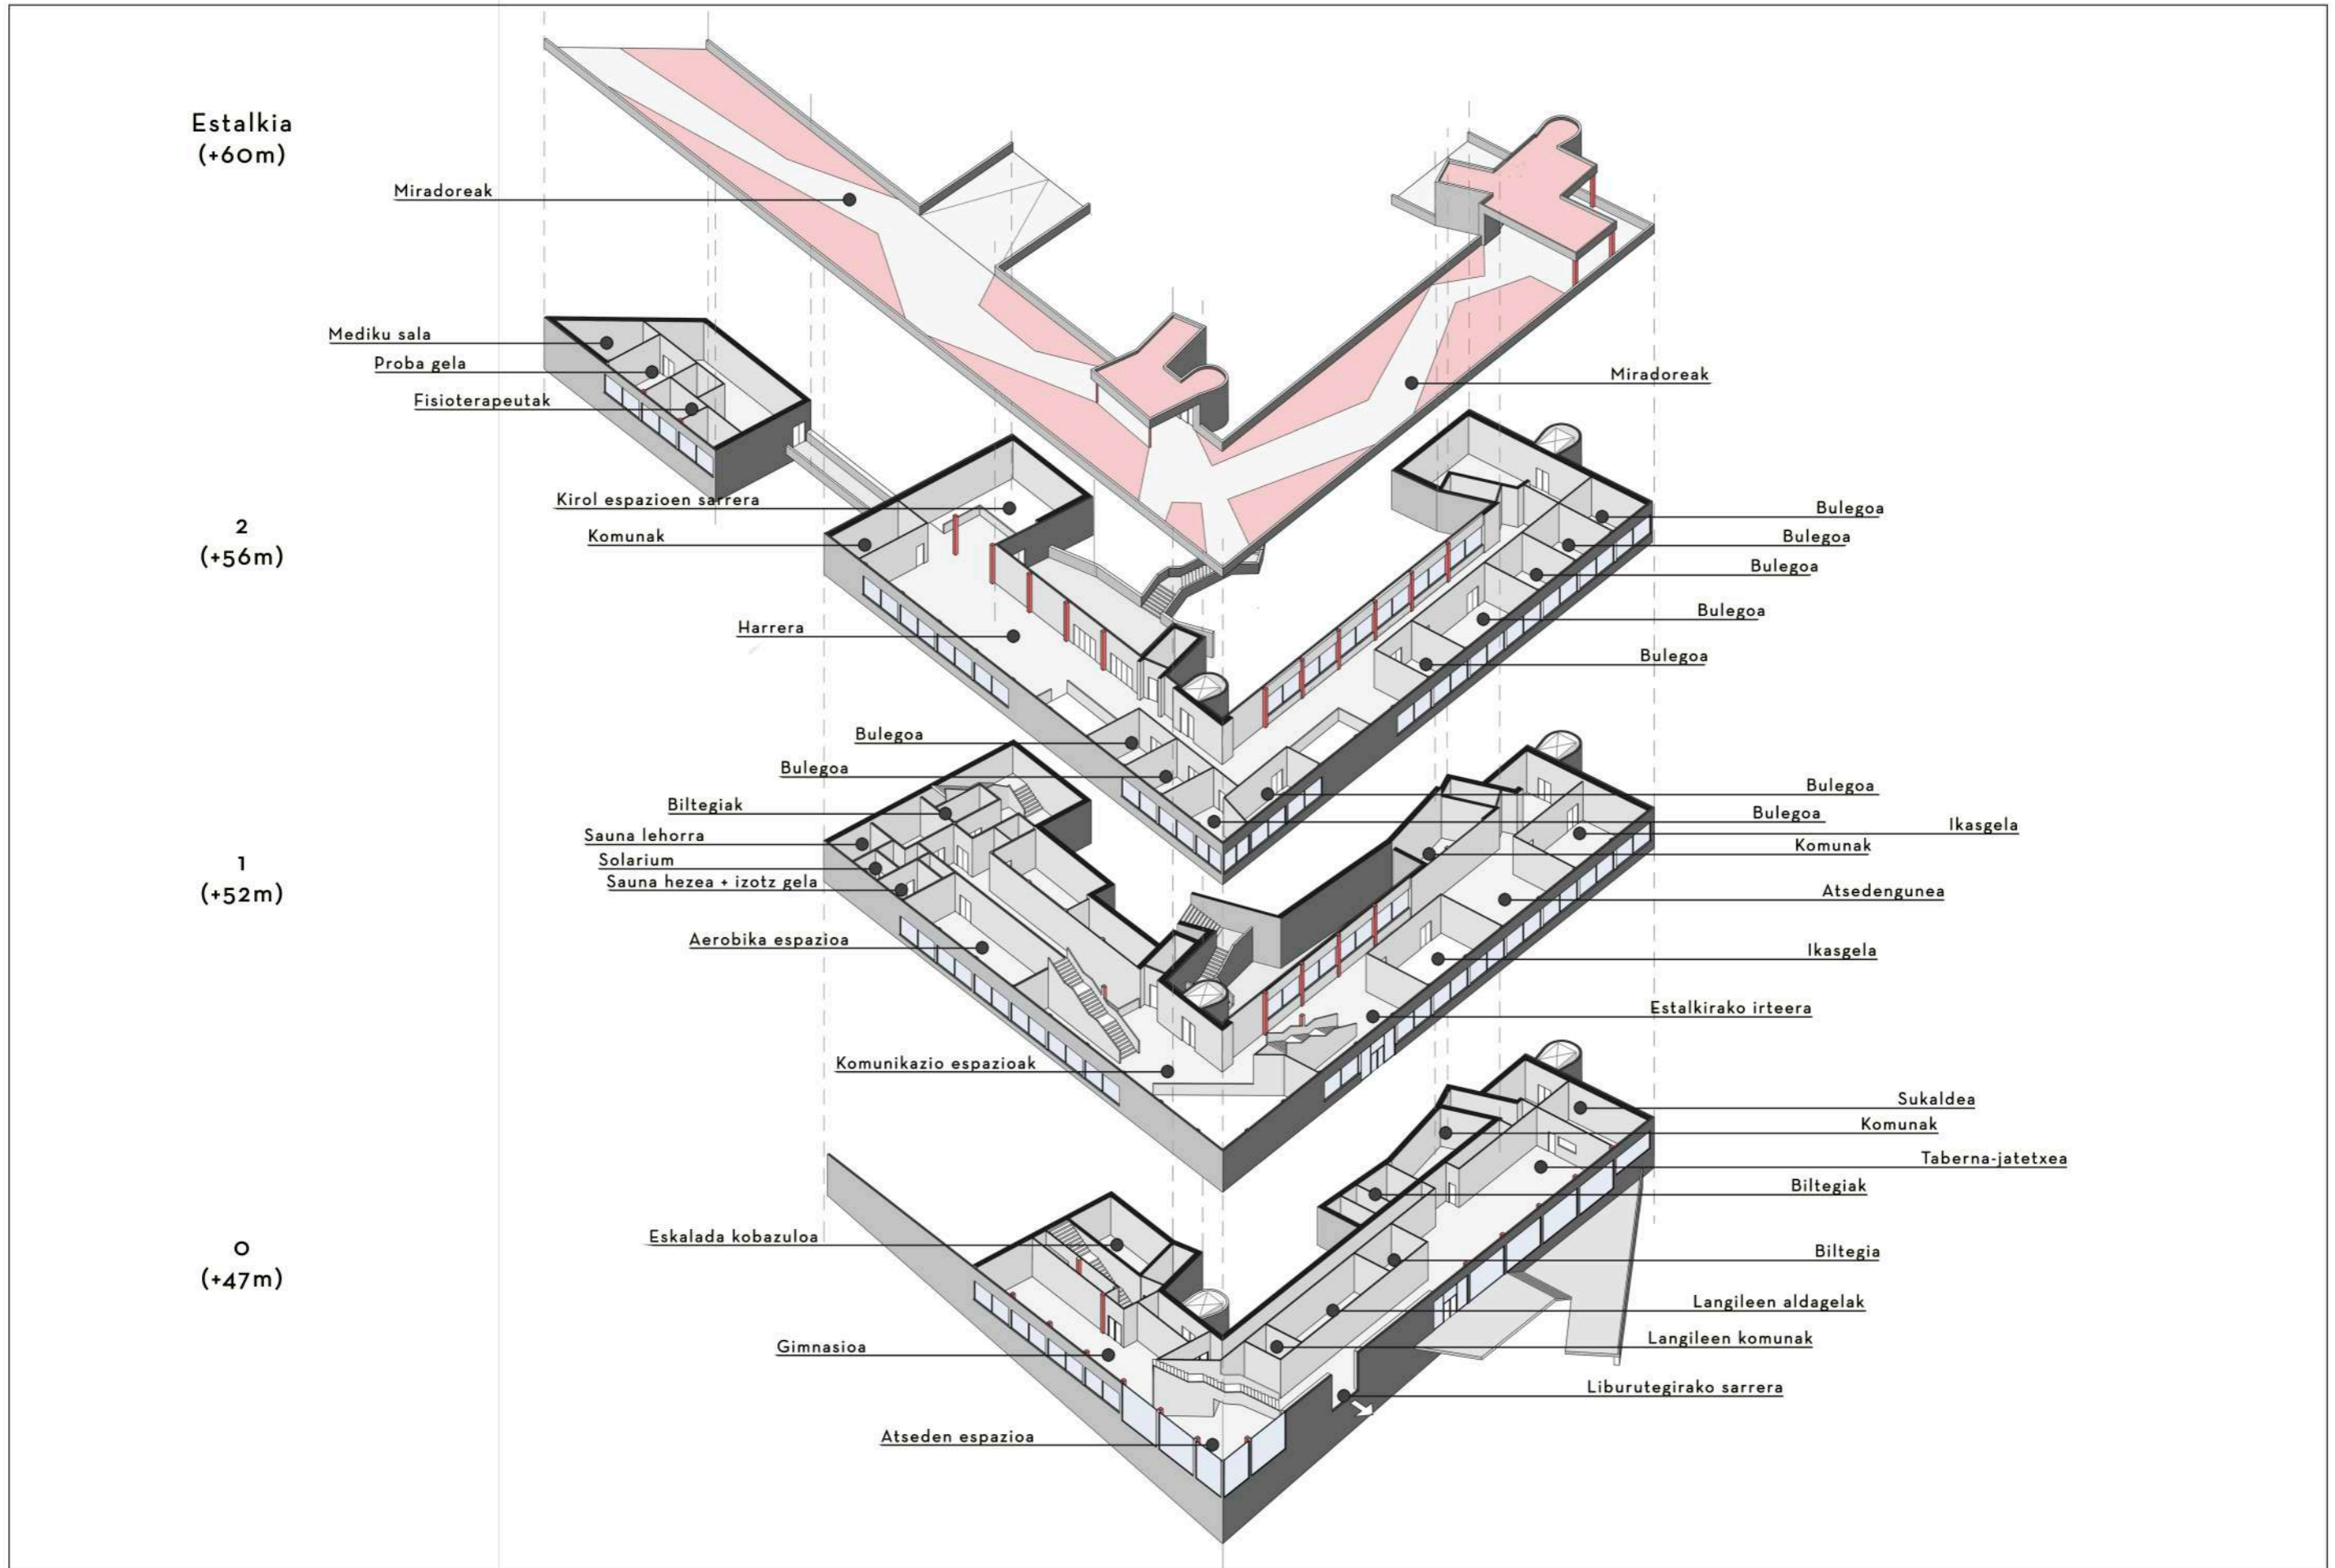 Estalkia
(+60m)
Miradoreak
Mediku sala
Proba gela
Fisioterapeutak
Miradoreak
2
(+56m)
Kirol espazioen sarrera
Komunak
Harrera
Bulegoa
Bulegoa
Bulegoa
Bulegoa
Bulegoa
Bulegoa
Bulegoa
Bulegoa
Bulegoa
1
(+52m)
Biltegiak
Sauna lehorra
Solarium
Sauna hezea + izotz gela
Aerobika espazioa
Komunikazio espazioak
Ikasgela
Komunak
Atsedengunea
Ikasgela
Estalkirako irteera
0
(+47m)
Eskalada kobazuloa
Gimnasioa
Atseden espazioa
Sukaldea
Komunak
Taberna-jatetxea
Biltegiak
Biltegia
Langileen aldagelak
Langileen komunak
Liburutegirako sarrera